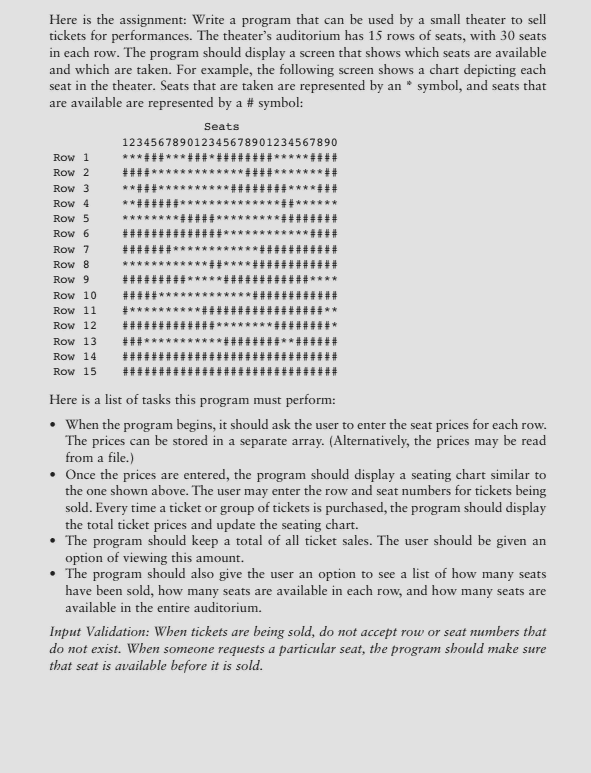 Here is the assignment: Write a program that can be used by a small theater to sell
tickets for performances. The theater's auditorium has 15 rows of seats, with 30 seats
in each row. The program should display a screen that shows which seats are available
and which are taken. For example, the following screen shows a chart depicting each
seat in the theater. Seats that are taken are represented by an * symbol, and seats that
are available are represented by a # symbol:
Seats
123456789012345678901234567890
Row 1 ***###***###*########*****####
Row 2 ####*************####*******##
Row 3 **###**********########****###
Row 4 **######**************##******
Row 5 ********#####*********########
Row 6 ##############************####
Row 7 #######************###########
Row 8 ************##****############
Row 9 #########*****############****
Row 10 #####*************############
Row 11 #**********#################**
Row 12 #############********########*
Row 13 ###***********########**######
Row 14 ##############################
Row 15 ##############################
Here is a list of tasks this program must perform:
• When the program begins, it should ask the user to enter the seat prices for each row.
The prices can be stored in a separate array. (Alternatively, the prices may be read
from a file.)
• Once the prices are entered, the program should display a seating chart similar to
the one shown above. The user may enter the row and seat numbers for tickets being
sold. Every time a ticket or group of tickets is purchased, the program should display
the total ticket prices and update the seating chart.
• The program should keep a total of all ticket sales. The user should be given an
option of viewing this amount.
• The program should also give the user an option to see a list of how many seats
have been sold, how many seats are available in each row, and how many seats are
available in the entire auditorium.
Input Validation: When tickets are being sold, do not accept row or seat numbers that
do not exist. When someone requests a particular seat, the program should make sure
that seat is available before it is sold.